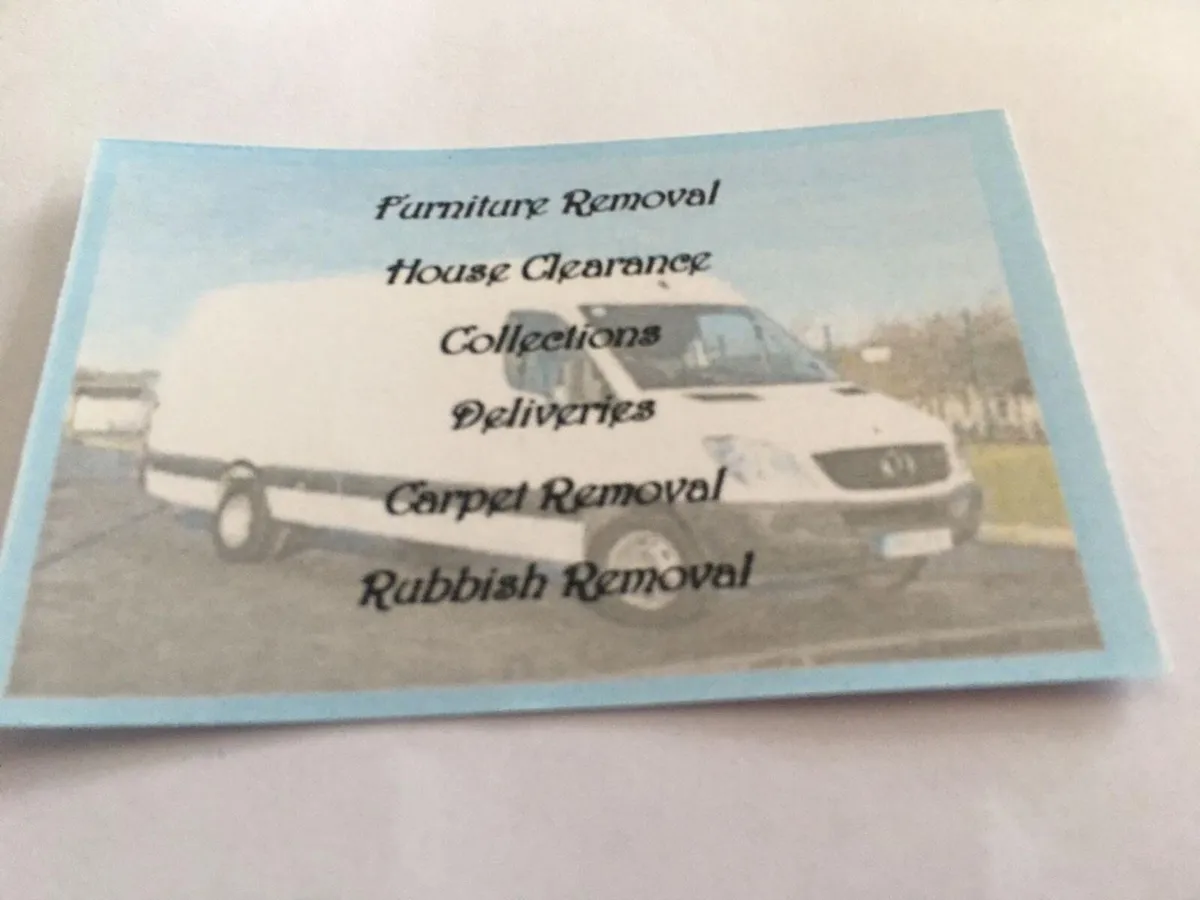 Furniture Removal
House Clearance
Collections
Deliveries
Carpet Removal
Rubbish Removal